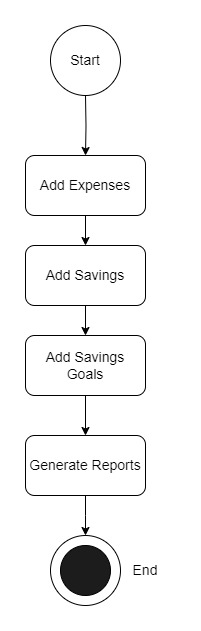 Start
Add Expenses
Add Savings
Add Savings
Goals
Generate Reports
End